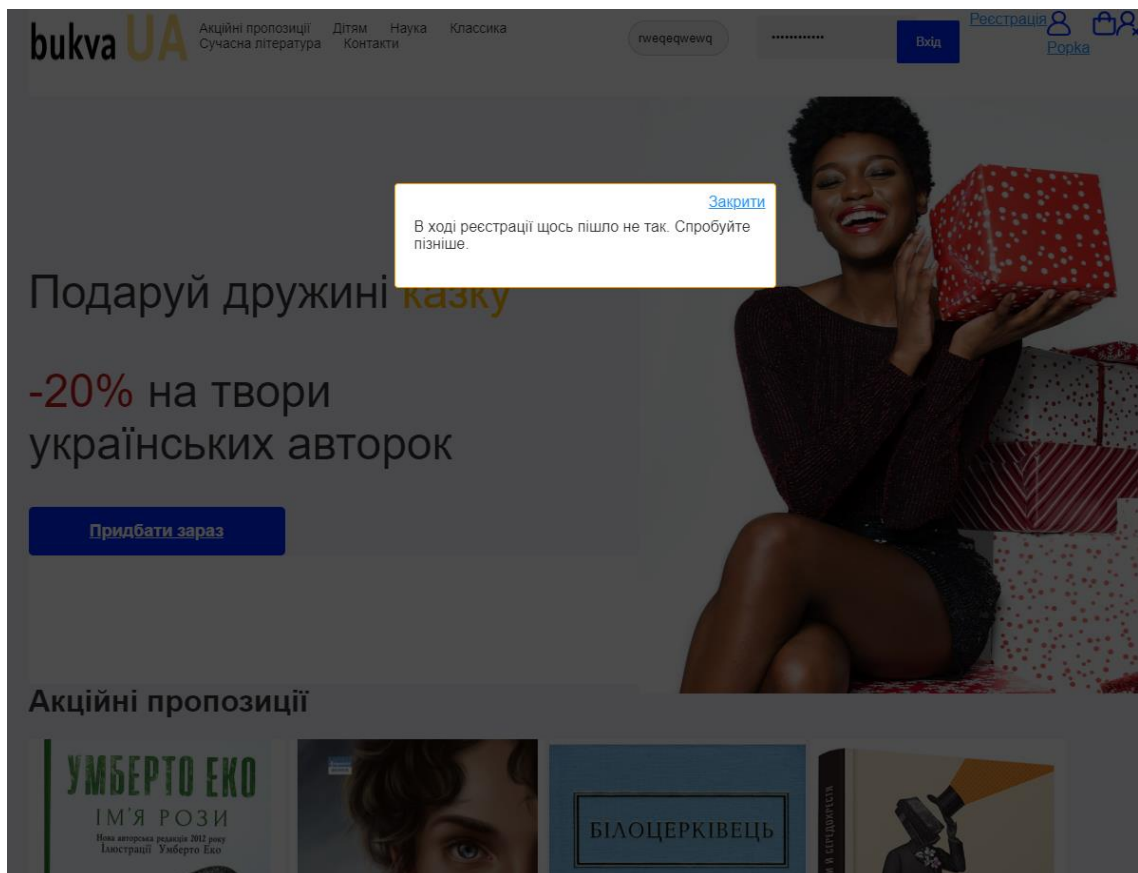 bukva UA
Акційні пропозиції Дітям Наука Классика
Сучасна література Контакти
rweqeqwewq
••••••••••••
Вхід
Реєстрація
Popka
Закрити
В ході реєстрації щось пішло не так. Спробуйте
пізніше.
Подаруй дружині казку
-20% на твори
українських авторок
Придбати зараз
Акційні пропозиції
УМБЕРТО ЕКО
ІМ'Я РОЗИ
Нова авторська редакція 2012 року
Ілюстрації Умберто Еко
БІЛОЦЕРКІВЕЦЬ